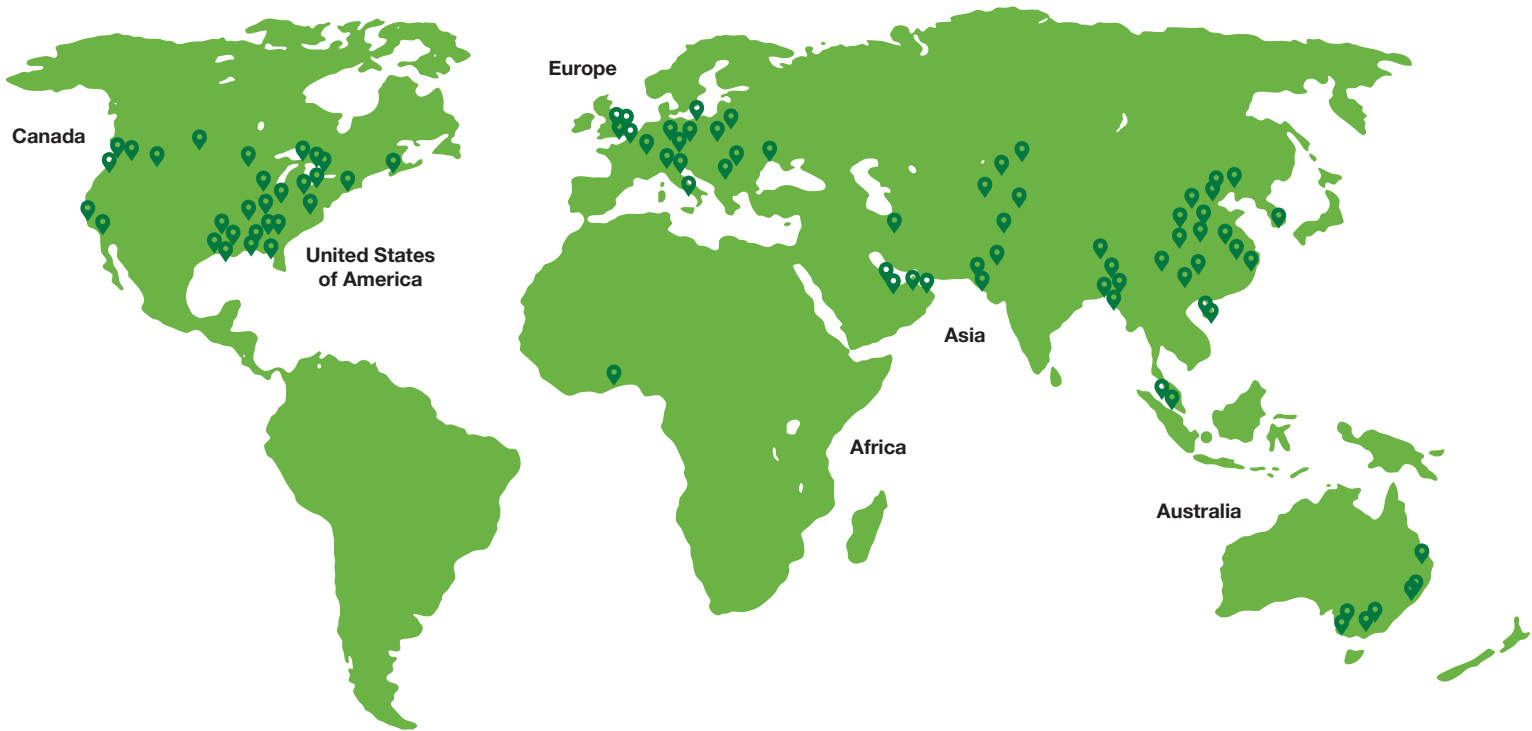 Europe
Canada
United States
of America
Asia
Africa
Australia